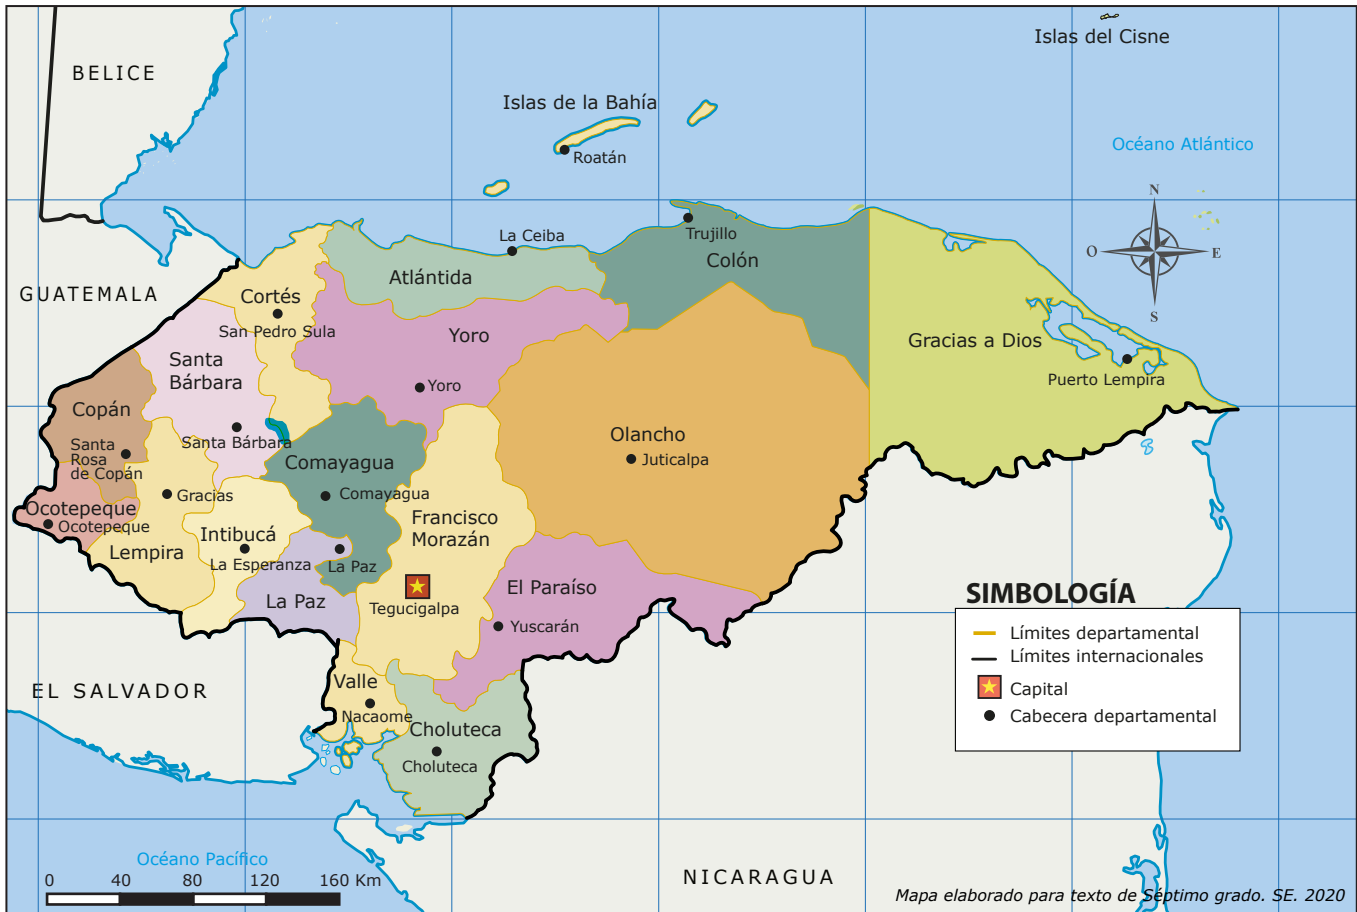 Islas del Cisne
BELICE
Islas de la Bahía
Roatán
Océano Atlántico
N
O
E
S
La Ceiba
Trujillo
Colón
Atlántida
GUATEMALA
Cortés
San Pedro Sula
Yoro
Yoro
Gracias a Dios
Puerto Lempira
Santa
Bárbara
Santa Bárbara
Copán
Santa
Rosa
de Copán
Olancho
Juticalpa
Comayagua
Comayagua
Gracias
Ocotepeque
Ocotepeque
Lempira
Intibucá
La Esperanza
Francisco
Morazán
La Paz
La Paz
Tegucigalpa
El Paraíso
Yuscarán
EL SALVADOR
Valle
Nacaome
Choluteca
Choluteca
SIMBOLOGÍA
Límites departamental
Límites internacionales
Capital
Cabecera departamental
Océano Pacífico
0 40 80 120 160 Km
NICARAGUA
Mapa elaborado para texto de Séptimo grado. SE. 2020